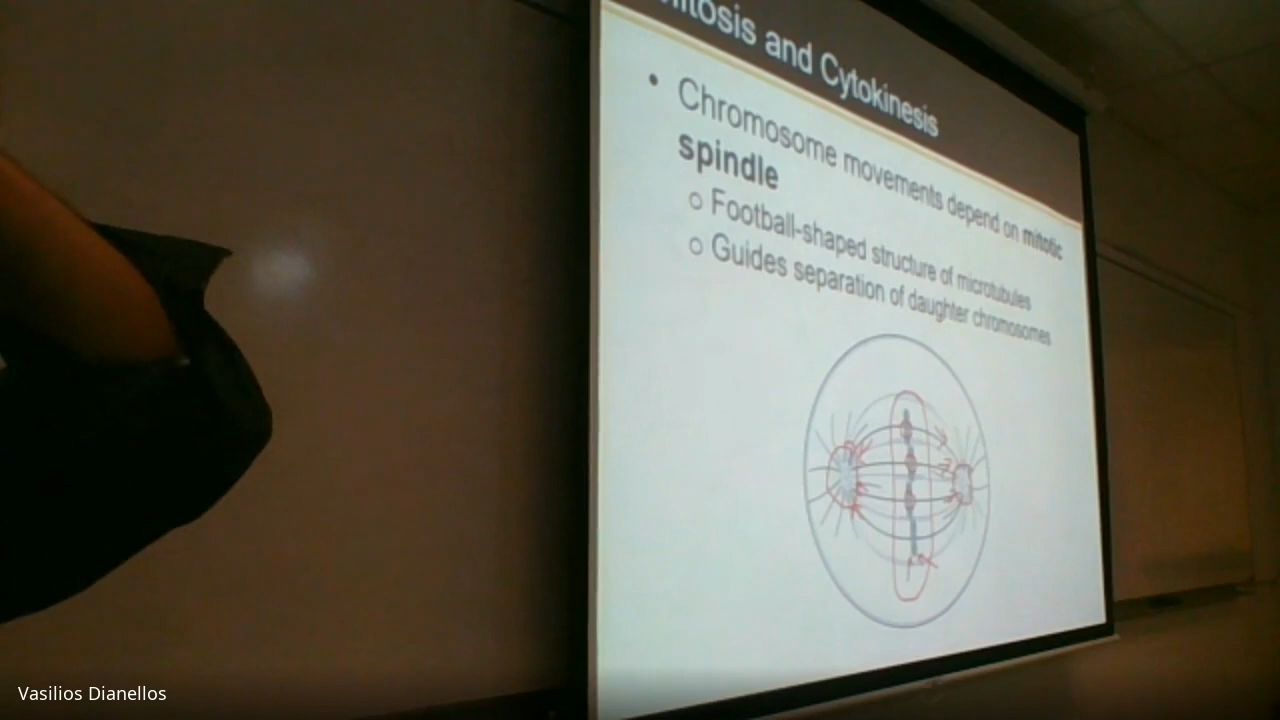 Mitosis and Cytokinesis
• Chromosome movements depend on mitotic
spindle
o Football-shaped structure of microtubules
o Guides separation of daughter chromosomes
Vasilios Dianellos